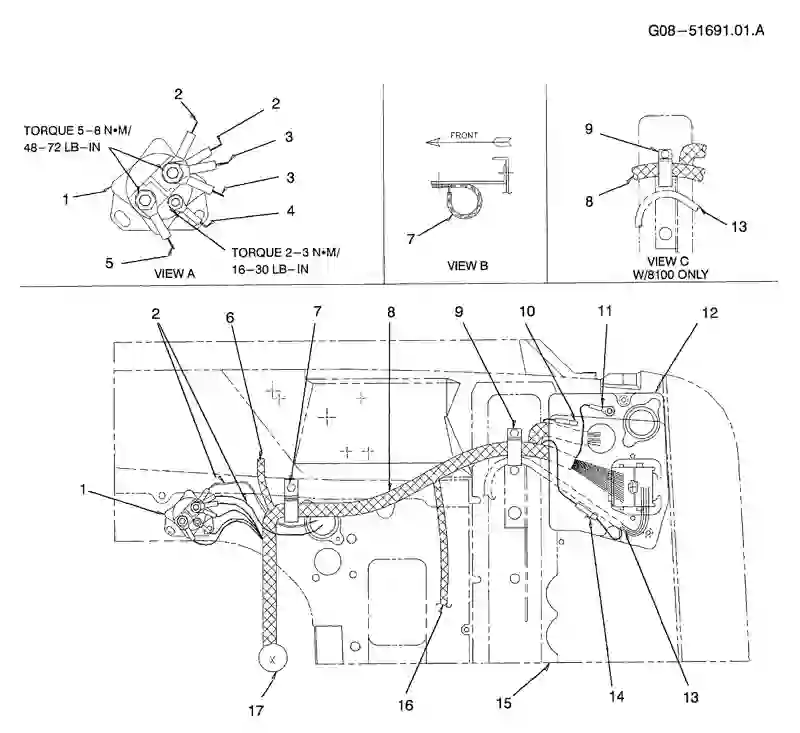 G08-51691.01.A
2
2
3
3
4
TORQUE 5-8 N•M/
48-72 LB-IN
1
5
TORQUE 2-3 N•M/
16-30 LB-IN
VIEW A
FRONT
7
VIEW B
9
8
13
VIEW C
W/8100 ONLY
2
6
7
8
9
10
11
12
1
X
17
16
15
14
13